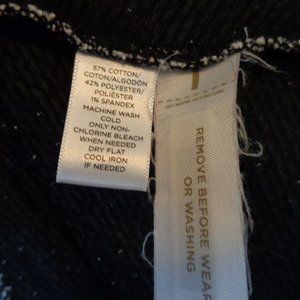 57% COTTON/
COTON/ALGODÓN
42% POLYESTER/
POLIÉSTER
1% SPANDEX
MACHINE WASH
COLD
ONLY NON-
CHLORINE BLEACH
WHEN NEEDED
DRY FLAT
COOL IRON
IF NEEDED
REMOVE BEFORE WEAR
OR WASHING